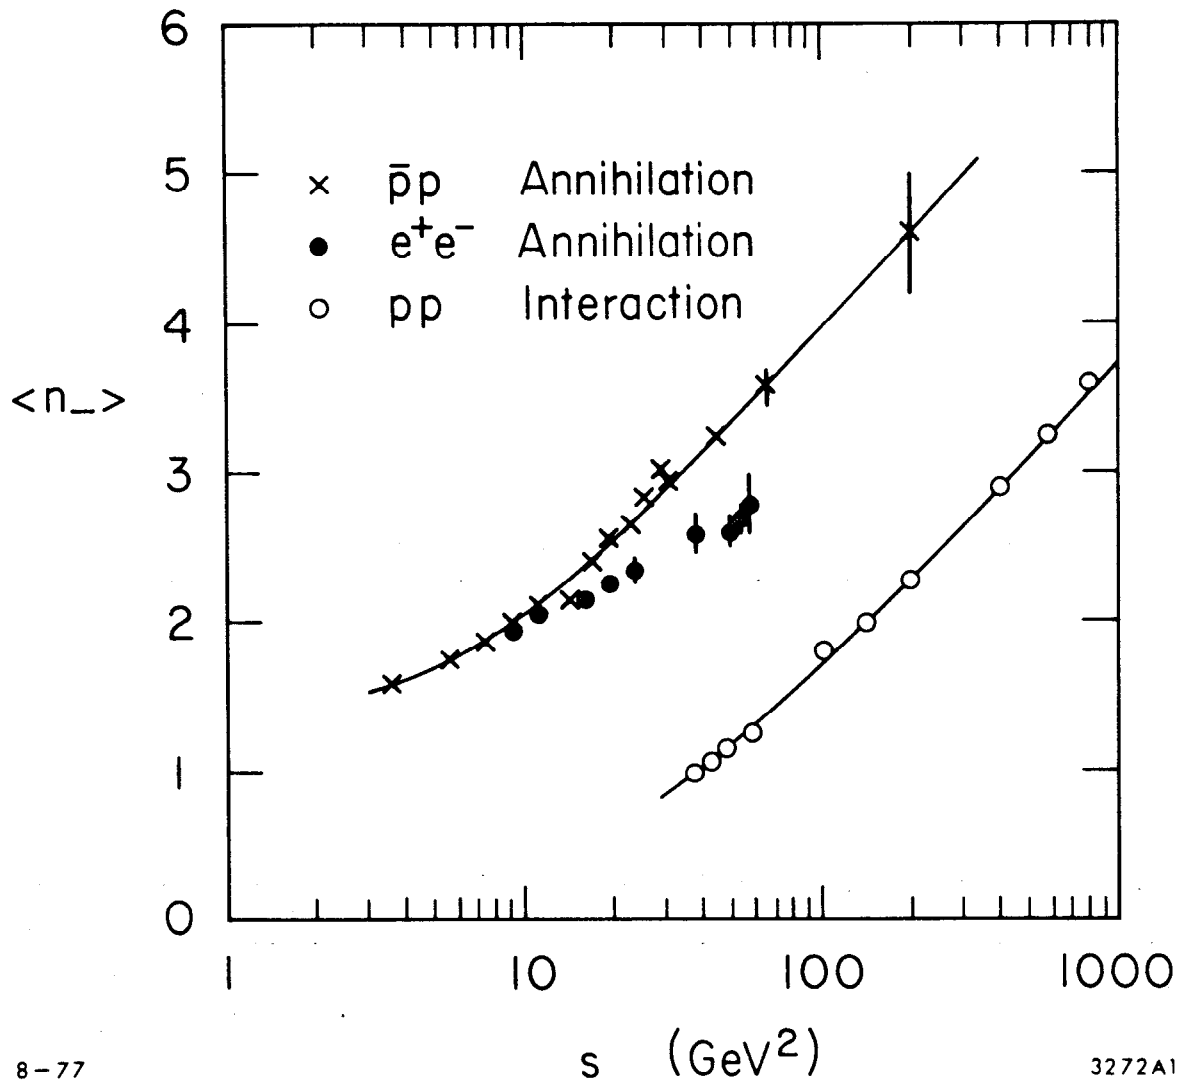 6
5
p̄p Annihilation
e⁺e⁻ Annihilation
pp Interaction
4
<n_>
3
2
1
0
1 10 100 1000
s (GeV²)
8-77 3272A1